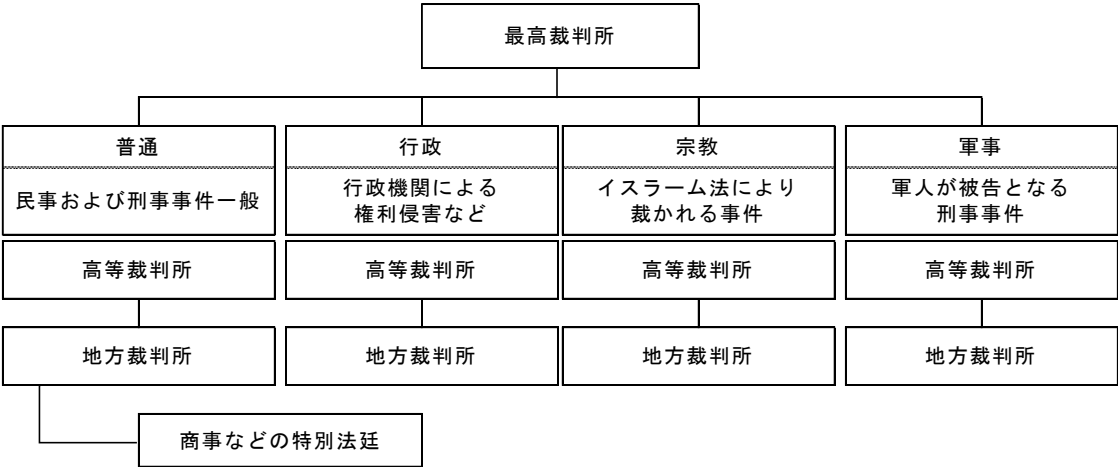 最高裁判所
普通
行政
宗教
軍事
民事および刑事事件一般
行政機関による
権利侵害など
イスラーム法により
裁かれる事件
軍人が被告となる
刑事事件
高等裁判所
高等裁判所
高等裁判所
高等裁判所
地方裁判所
地方裁判所
地方裁判所
地方裁判所
商事などの特別法廷